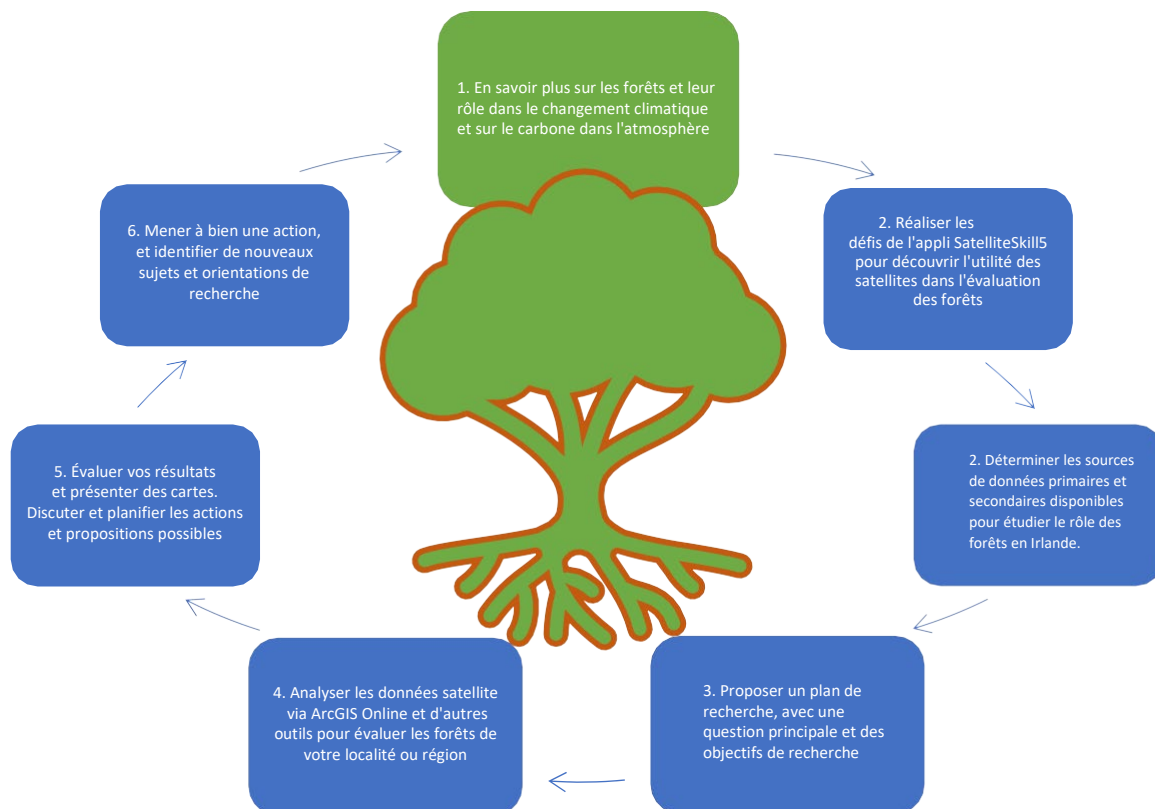 1. En savoir plus sur les forêts et leur
rôle dans le changement climatique
et sur le carbone dans l'atmosphère
2. Réaliser les
défis de l'appli SatelliteSkill5
pour découvrir l'utilité des
satellites dans l'évaluation
des forêts
2. Déterminer les sources
de données primaires et
secondaires disponibles
pour étudier le rôle des
forêts en Irlande.
3. Proposer un plan de
recherche, avec une
question principale et des
objectifs de recherche
4. Analyser les données satellite
via ArcGIS Online et d'autres
outils pour évaluer les forêts de
votre localité ou région
5. Évaluer vos résultats
et présenter des cartes.
Discuter et planifier les actions
et propositions possibles
6. Mener à bien une action,
et identifier de nouveaux
sujets et orientations de
recherche